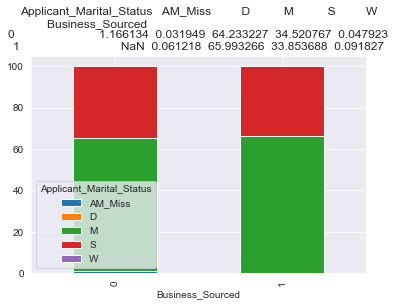 Applicant_Marital_Status AM_Miss D M S W
Business_Sourced
0 1.166134 0.031949 64.233227 34.520767 0.047923
1 NaN 0.061218 65.993266 33.853688 0.091827
100
80
60
40
20
0
Applicant_Marital_Status
AM_Miss
D
M
S
W
0 1
Business_Sourced